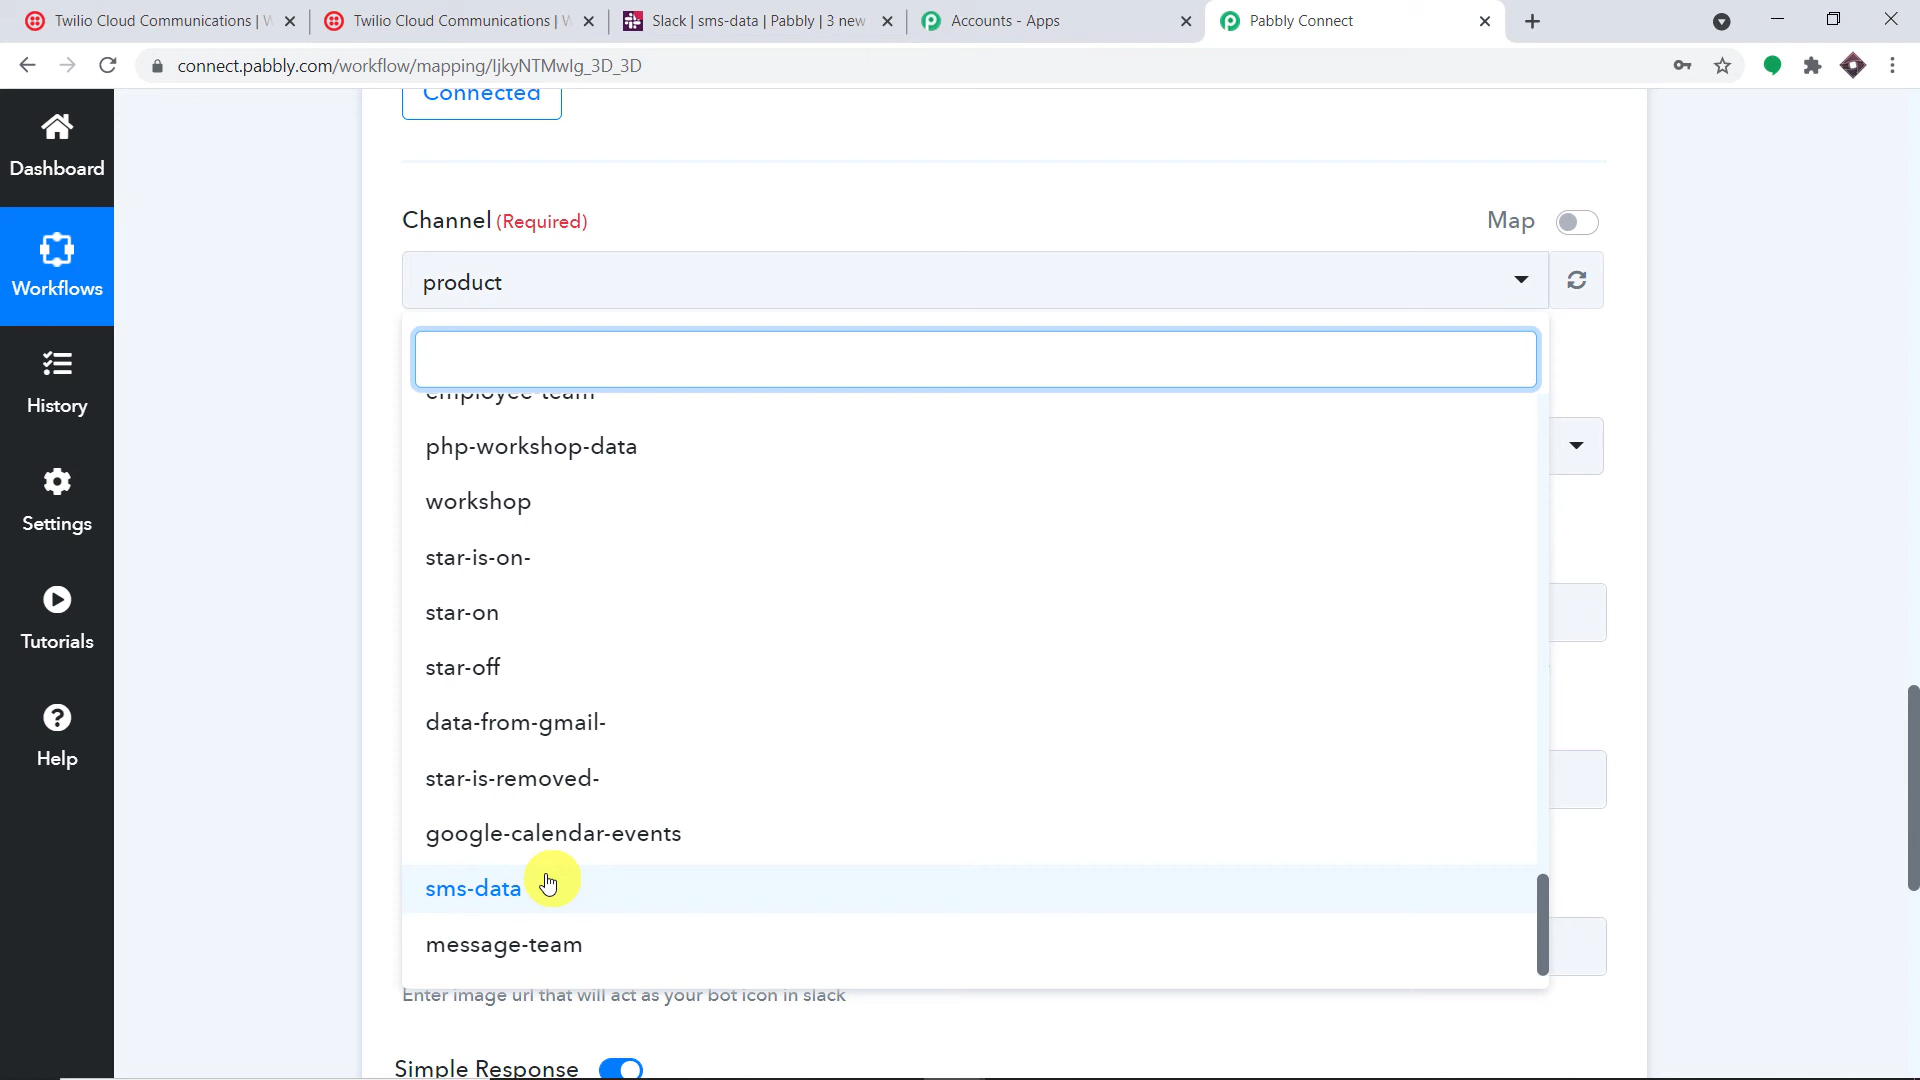 Twilio Cloud Communications | W
Twilio Cloud Communications | W
Slack | sms-data | Pabbly | 3 new
Accounts - Apps
Pabbly Connect
connect.pabbly.com/workflow/mapping/IjkyNTMwIg_3D_3D
Dashboard
Workflows
History
Settings
Tutorials
Help
Connected
Channel (Required)
Map
product
employee-team
php-workshop-data
workshop
star-is-on-
star-on
star-off
data-from-gmail-
star-is-removed-
google-calendar-events
sms-data
message-team
Enter image url that will act as your bot icon in slack
Simple Response